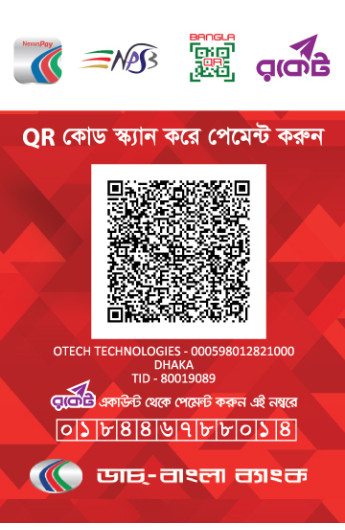 NexusPay
NPSB
BANGLA
QR
রকেট
QR কোড স্ক্যান করে পেমেন্ট করুন
OTECH TECHNOLOGIES - 000598012821000
DHAKA
TID - 80019089
রকেট একাউন্ট থেকে পেমেন্ট করুন এই নম্বরে
০১৮৪৪৬৭৮৮০১৪
ডাচ্-বাংলা ব্যাংক